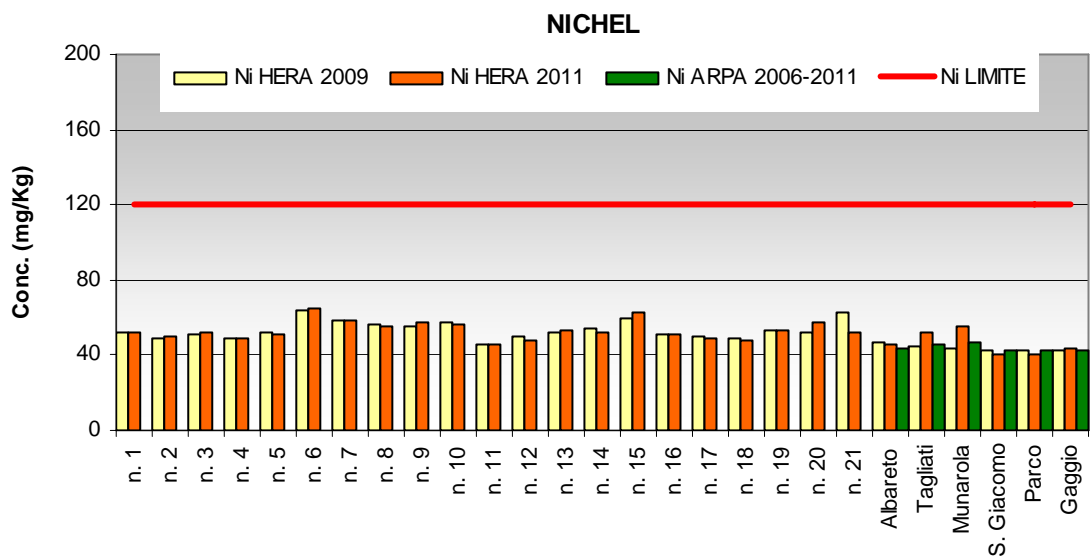 NICHEL
Ni HERA 2009 Ni HERA 2011 Ni ARPA 2006-2011 Ni LIMITE
Conc. (mg/Kg)
200
160
120
80
40
0
n. 1
n. 2
n. 3
n. 4
n. 5
n. 6
n. 7
n. 8
n. 9
n. 10
n. 11
n. 12
n. 13
n. 14
n. 15
n. 16
n. 17
n. 18
n. 19
n. 20
n. 21
Albareto
Tagliati
Munarola
S. Giacomo
Parco
Gaggio